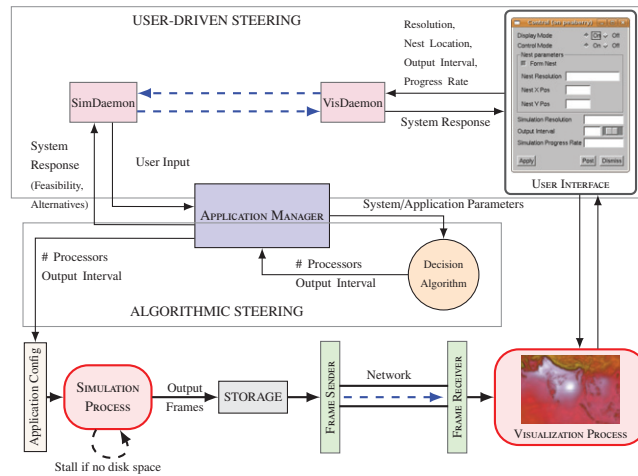 USER-DRIVEN STEERING
Resolution,
Nest Location,
Output Interval,
Progress Rate
SimDaemon
VisDaemon
System Response
System
Response
(Feasibility,
Alternatives)
User Input
Display Mode On Off
Control Mode On Off
Nest parameters
Form Nest
Nest Resolution
Nest X Pos
Nest Y Pos
Simulation Resolution
Output Interval
Simulation Progress Rate
Apply Post Dismiss
USER INTERFACE
APPLICATION MANAGER
System/Application Parameters
# Processors
Output Interval
# Processors
Output Interval
Decision
Algorithm
ALGORITHMIC STEERING
Application Config
SIMULATION
PROCESS
Output
Frames
STORAGE
FRAME SENDER
Network
FRAME RECEIVER
VISUALIZATION PROCESS
Stall if no disk space